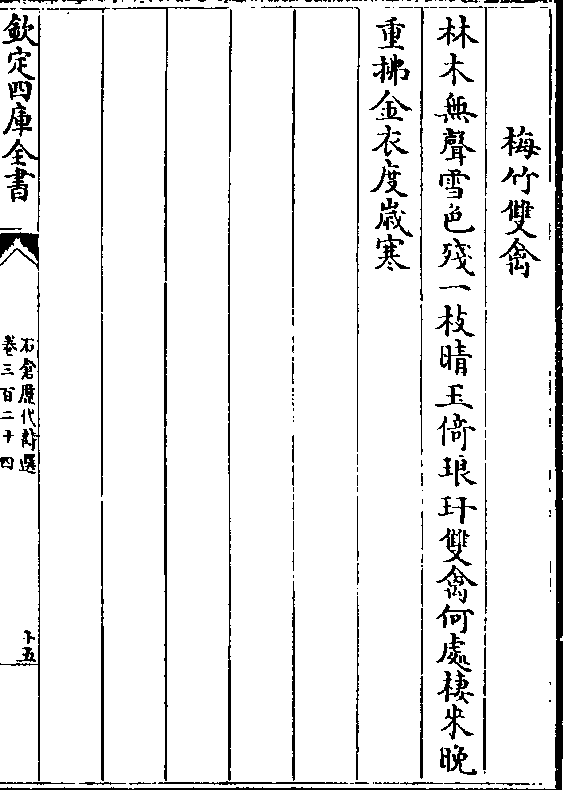 梅竹雙禽
林木無聲雪色殘一枝晴玉倚琅玕雙禽何處棲来晚
重拂金衣度歳寒
欽定四庫全書
石倉歷代詩選
卷三百二十四
十五